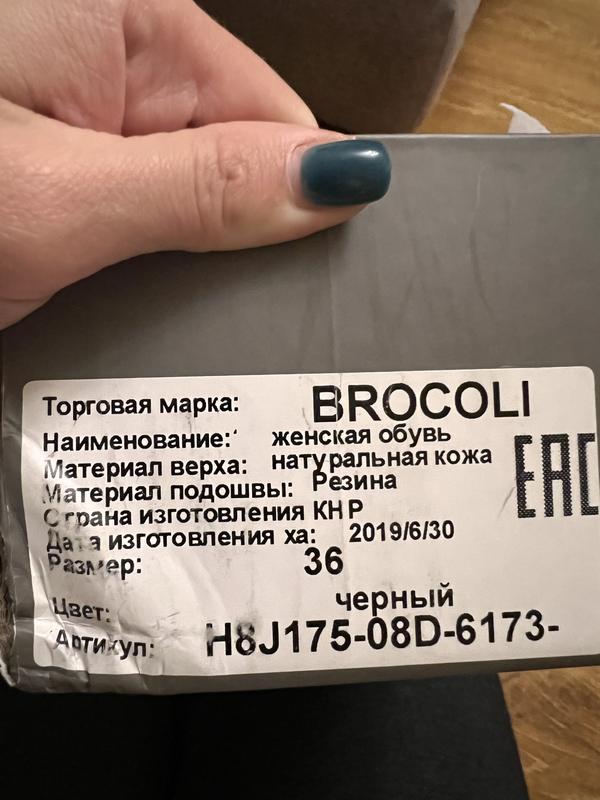 Торговая марка: BROCOLI
Наименование:' женская обувь
Материал верха: натуральная кожа
Материал подошвы: Резина
Страна изготовления КНР
Дата изготовления ха: 2019/6/30
Размер: 36
EAC
Цвет: черный
Артикул: H8J175-08D-6173-